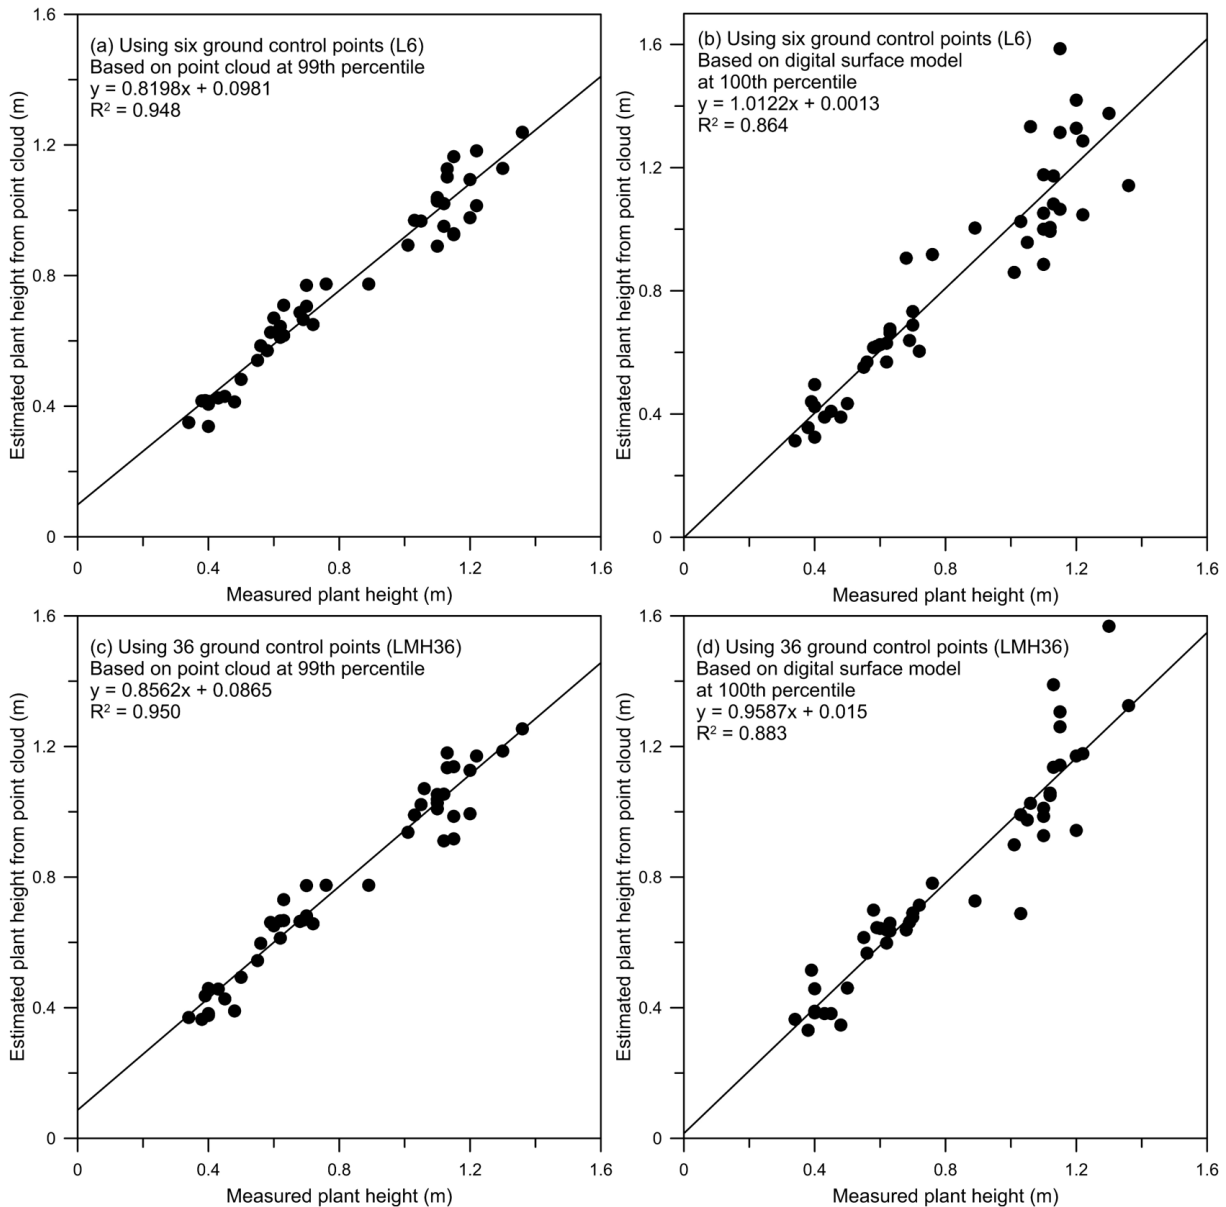 (a) Using six ground control points (L6)
Based on point cloud at 99th percentile
y = 0.8198x + 0.0981
R² = 0.948
Estimated plant height from point cloud (m)
1.6
1.2
0.8
0.4
0
0 0.4 0.8 1.2 1.6
Measured plant height (m)
(b) Using six ground control points (L6)
Based on digital surface model
at 100th percentile
y = 1.0122x + 0.0013
R² = 0.864
Estimated plant height from point cloud (m)
1.6
1.2
0.8
0.4
0
0 0.4 0.8 1.2 1.6
Measured plant height (m)
(c) Using 36 ground control points (LMH36)
Based on point cloud at 99th percentile
y = 0.8562x + 0.0865
R² = 0.950
Estimated plant height from point cloud (m)
1.6
1.2
0.8
0.4
0
0 0.4 0.8 1.2 1.6
Measured plant height (m)
(d) Using 36 ground control points (LMH36)
Based on digital surface model
at 100th percentile
y = 0.9587x + 0.015
R² = 0.883
Estimated plant height from point cloud (m)
1.6
1.2
0.8
0.4
0
0 0.4 0.8 1.2 1.6
Measured plant height (m)